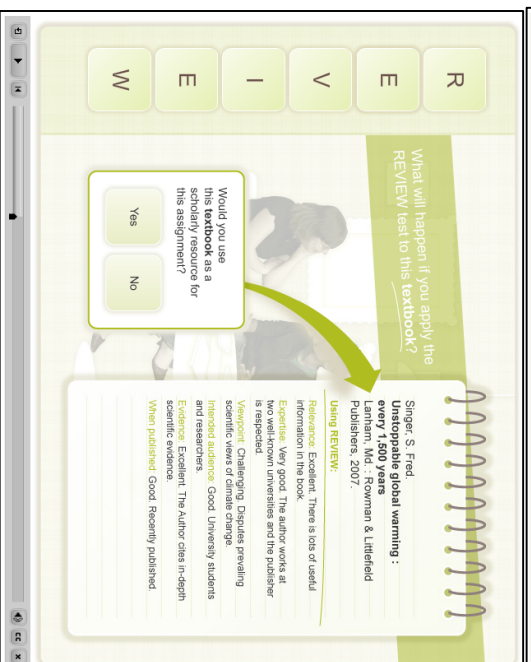 R E V I E W
What will happen if you apply the
REVIEW test to this textbook?
Would you use
this textbook as a
scholarly resource for
this assignment?
Yes
No
Singer, S. Fred.
Unstoppable global warming :
every 1,500 years
Lanham, Md. : Rowman & Littlefield
Publishers, 2007.
Using REVIEW:
Relevance: Excellent. There is lots of useful
information in the book.
Expertise: Very good. The author works at
two well-known universities and the publisher
is respected.
Viewpoint: Challenging. Disputes prevailing
scientific views of climate change.
Intended audience: Good. University students
and researchers.
Evidence: Excellent. The Author cites in-depth
scientific evidence.
When published: Good. Recently published.
CC